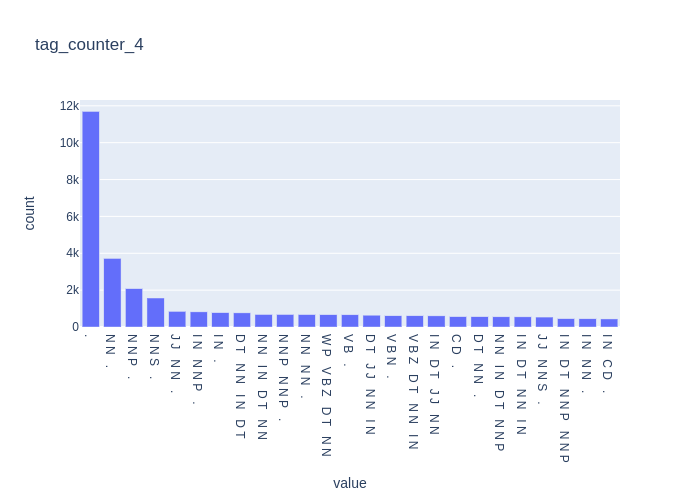 tag_counter_4
count
12k
10k
8k
6k
4k
2k
0
.
NN .
NNP .
NNS .
JJ NN .
IN NNP .
IN .
DT NN IN DT
NN IN DT NN
NNP NNP .
NN NN .
WP VBZ DT NN
VB .
DT JJ NN IN
VBN .
VBZ DT NN IN
IN DT JJ NN
CD .
DT NN .
NN IN DT NNP
IN DT NN IN
JJ NNS .
IN DT NNP NNP
IN NN .
IN CD .
value